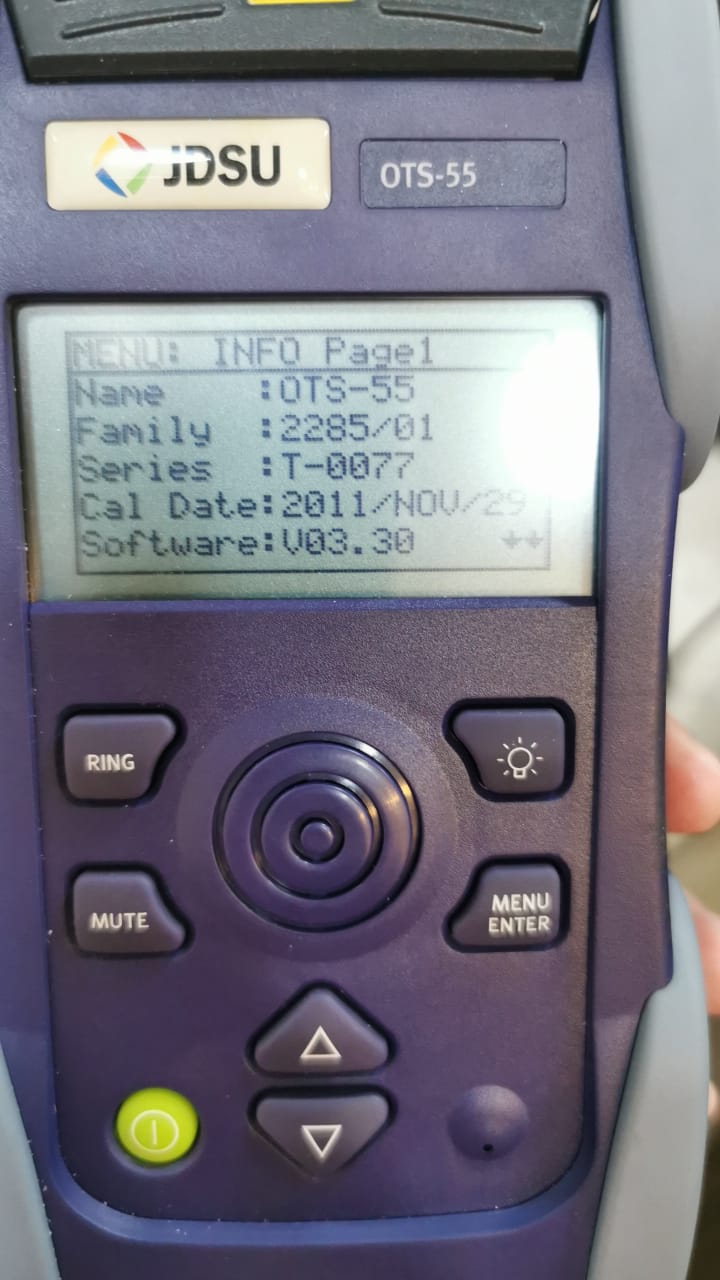 JDSU
OTS-55
MENU: INFO Page1
Name :OTS-55
Family :2285/01
Series :T-0077
Cal Date:2011/NOV/29
Software:V03.30
RING
MUTE
MENU
ENTER